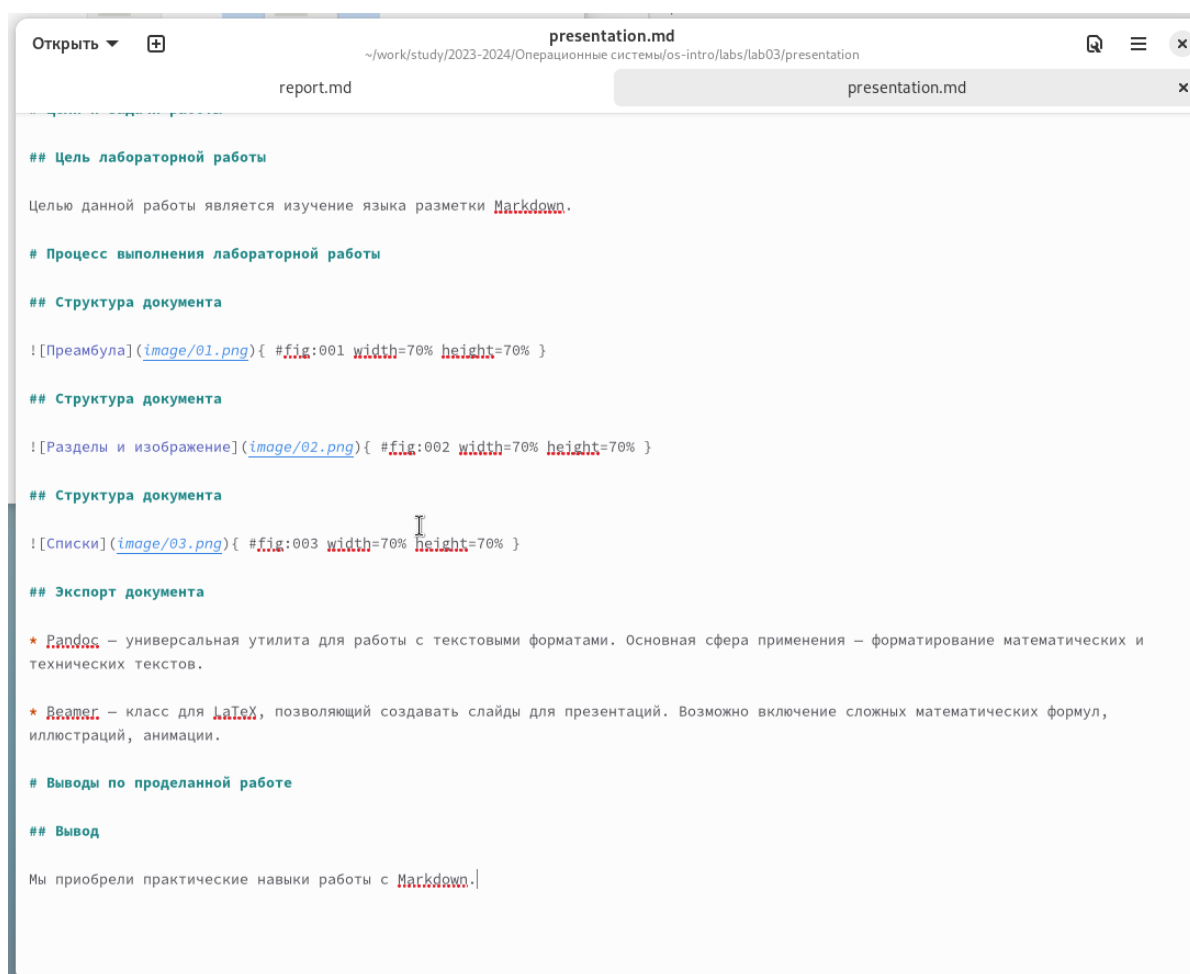 Открыть
presentation.md
~/work/study/2023-2024/Операционные системы/os-intro/labs/lab03/presentation
report.md
presentation.md
# Цели и задачи работы
## Цель лабораторной работы
Целью данной работы является изучение языка разметки Markdown.
# Процесс выполнения лабораторной работы
## Структура документа
![Преамбула](image/01.png){ #fig:001 width=70% height=70% }
## Структура документа
![Разделы и изображение](image/02.png){ #fig:002 width=70% height=70% }
## Структура документа
![Списки](image/03.png){ #fig:003 width=70% height=70% }
## Экспорт документа
* Pandoc — универсальная утилита для работы с текстовыми форматами. Основная сфера применения — форматирование математических и
технических текстов.
* Beamer — класс для LaTeX, позволяющий создавать слайды для презентаций. Возможно включение сложных математических формул,
иллюстраций, анимации.
# Выводы по проделанной работе
## Вывод
Мы приобрели практические навыки работы с Markdown.